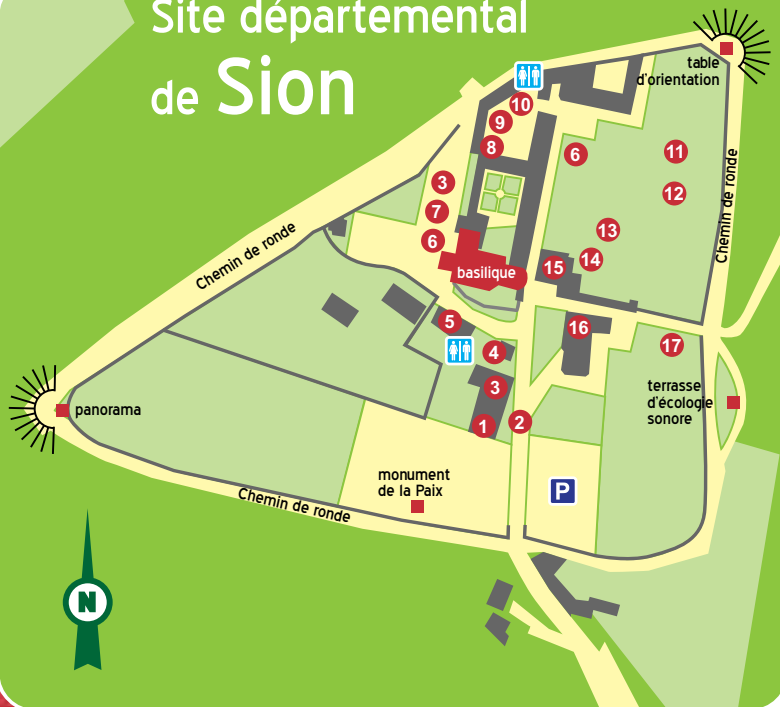 Site départemental
de Sion
table
d'orientation
10
9
8
6
11
12
3
7
6
13
14
15
basilique
Chemin de ronde
Chemin de ronde
5
4
16
17
3
1
2
terrasse
d'écologie
sonore
panorama
monument
de la Paix
P
Chemin de ronde
N